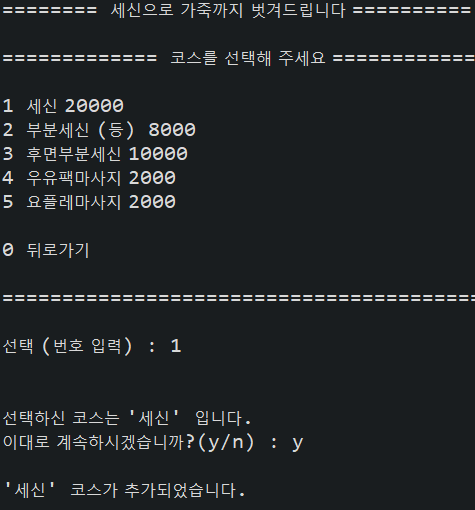 ======== 세신으로 가죽까지 벗겨드립니다 ==========
============= 코스를 선택해 주세요 ============
1 세신 20000
2 부분세신 (등) 8000
3 후면부분세신 10000
4 우유팩마사지 2000
5 요플레마사지 2000
0 뒤로가기
========================================
선택 (번호 입력) : 1
선택하신 코스는 '세신' 입니다.
이대로 계속하시겠습니까?(y/n) : y
'세신' 코스가 추가되었습니다.